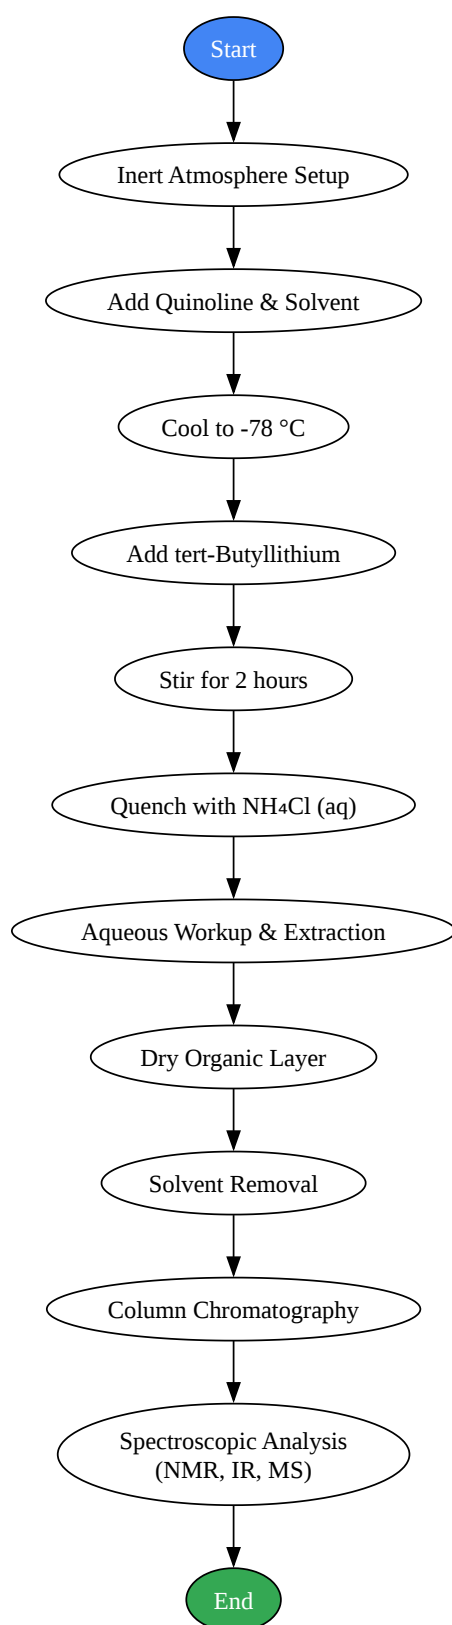 Start
Inert Atmosphere Setup
Add Quinoline & Solvent
Cool to -78 °C
Add tert-Butyllithium
Stir for 2 hours
Quench with NH₄Cl (aq)
Aqueous Workup & Extraction
Dry Organic Layer
Solvent Removal
Column Chromatography
Spectroscopic Analysis
(NMR, IR, MS)
End